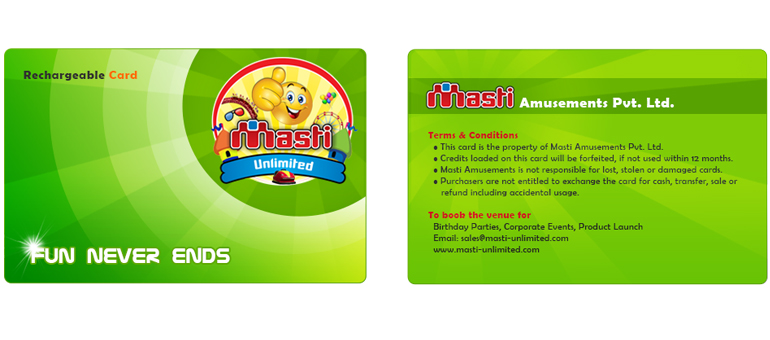 Rechargeable Card
Masti
Unlimited
FUN NEVER ENDS
Masti Amusements Pvt. Ltd.
Terms & Conditions
• This card is the property of Masti Amusements Pvt. Ltd.
• Credits loaded on this card will be forfeited, if not used within 12 months.
• Masti Amusements is not responsible for lost, stolen or damaged cards.
• Purchasers are not entitled to exchange the card for cash, transfer, sale or
refund including accidental usage.
To book the venue for
Birthday Parties, Corporate Events, Product Launch
Email: sales@masti-unlimited.com
www.masti-unlimited.com